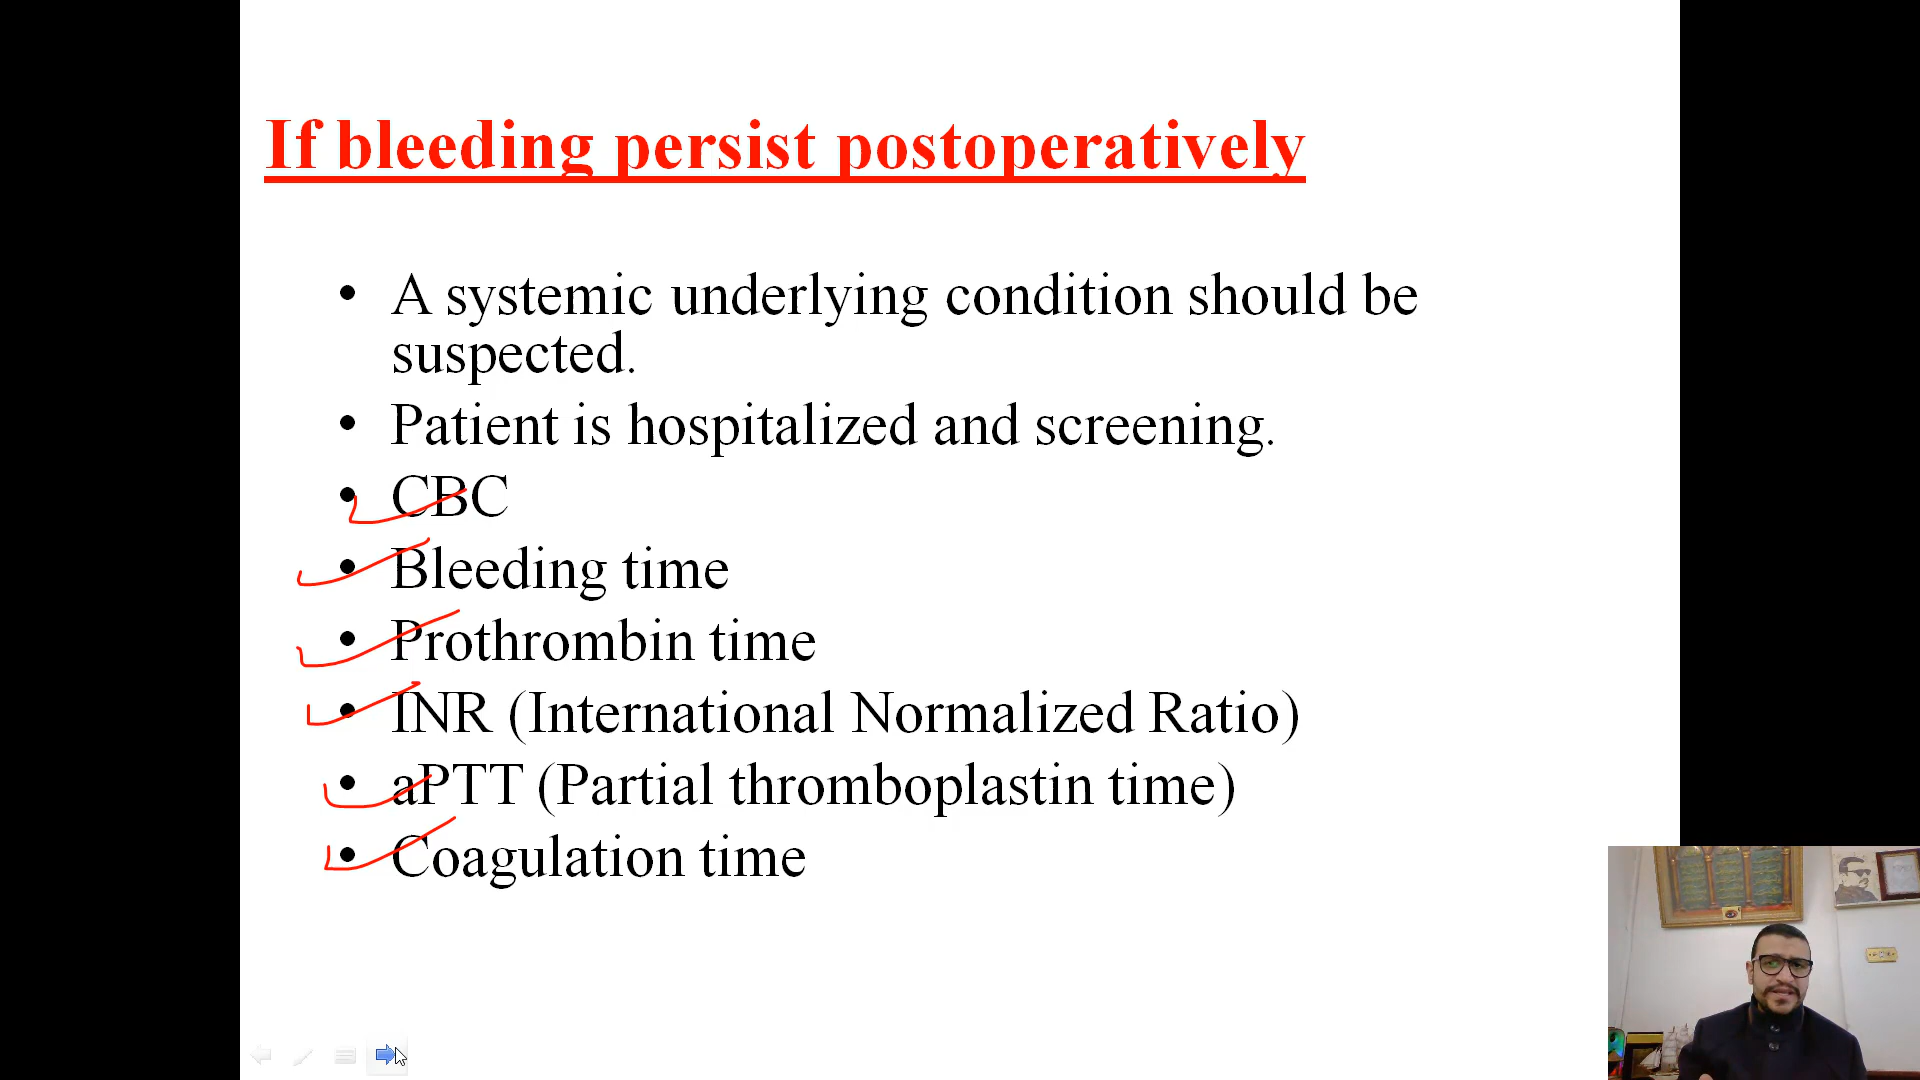 If bleeding persist postoperatively
• A systemic underlying condition should be
suspected.
• Patient is hospitalized and screening.
• CBC
• Bleeding time
• Prothrombin time
• INR (International Normalized Ratio)
• aPTT (Partial thromboplastin time)
• Coagulation time